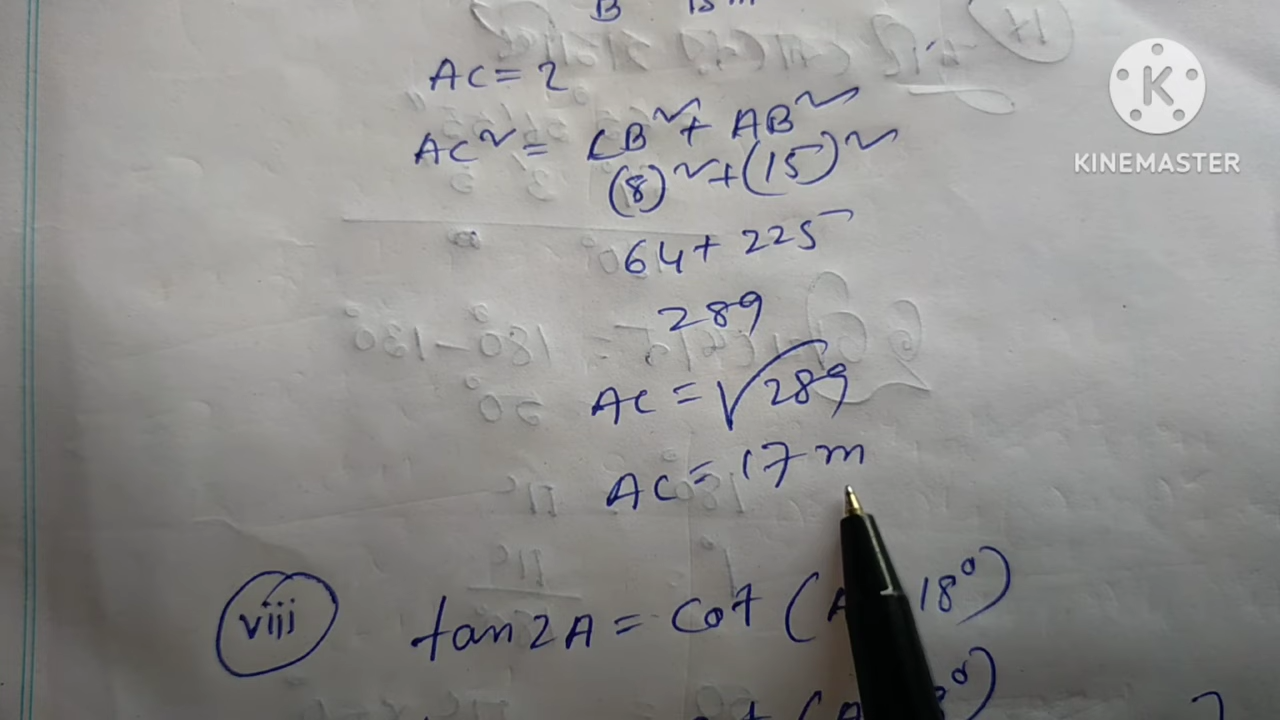 B 15 m
AC = 2
AC² = CB² + AB²
(8)² + (15)²
64 + 225
289
AC = √289
AC = 17 m
viii tan 2A = Cot (A 18°)
KINEMASTER